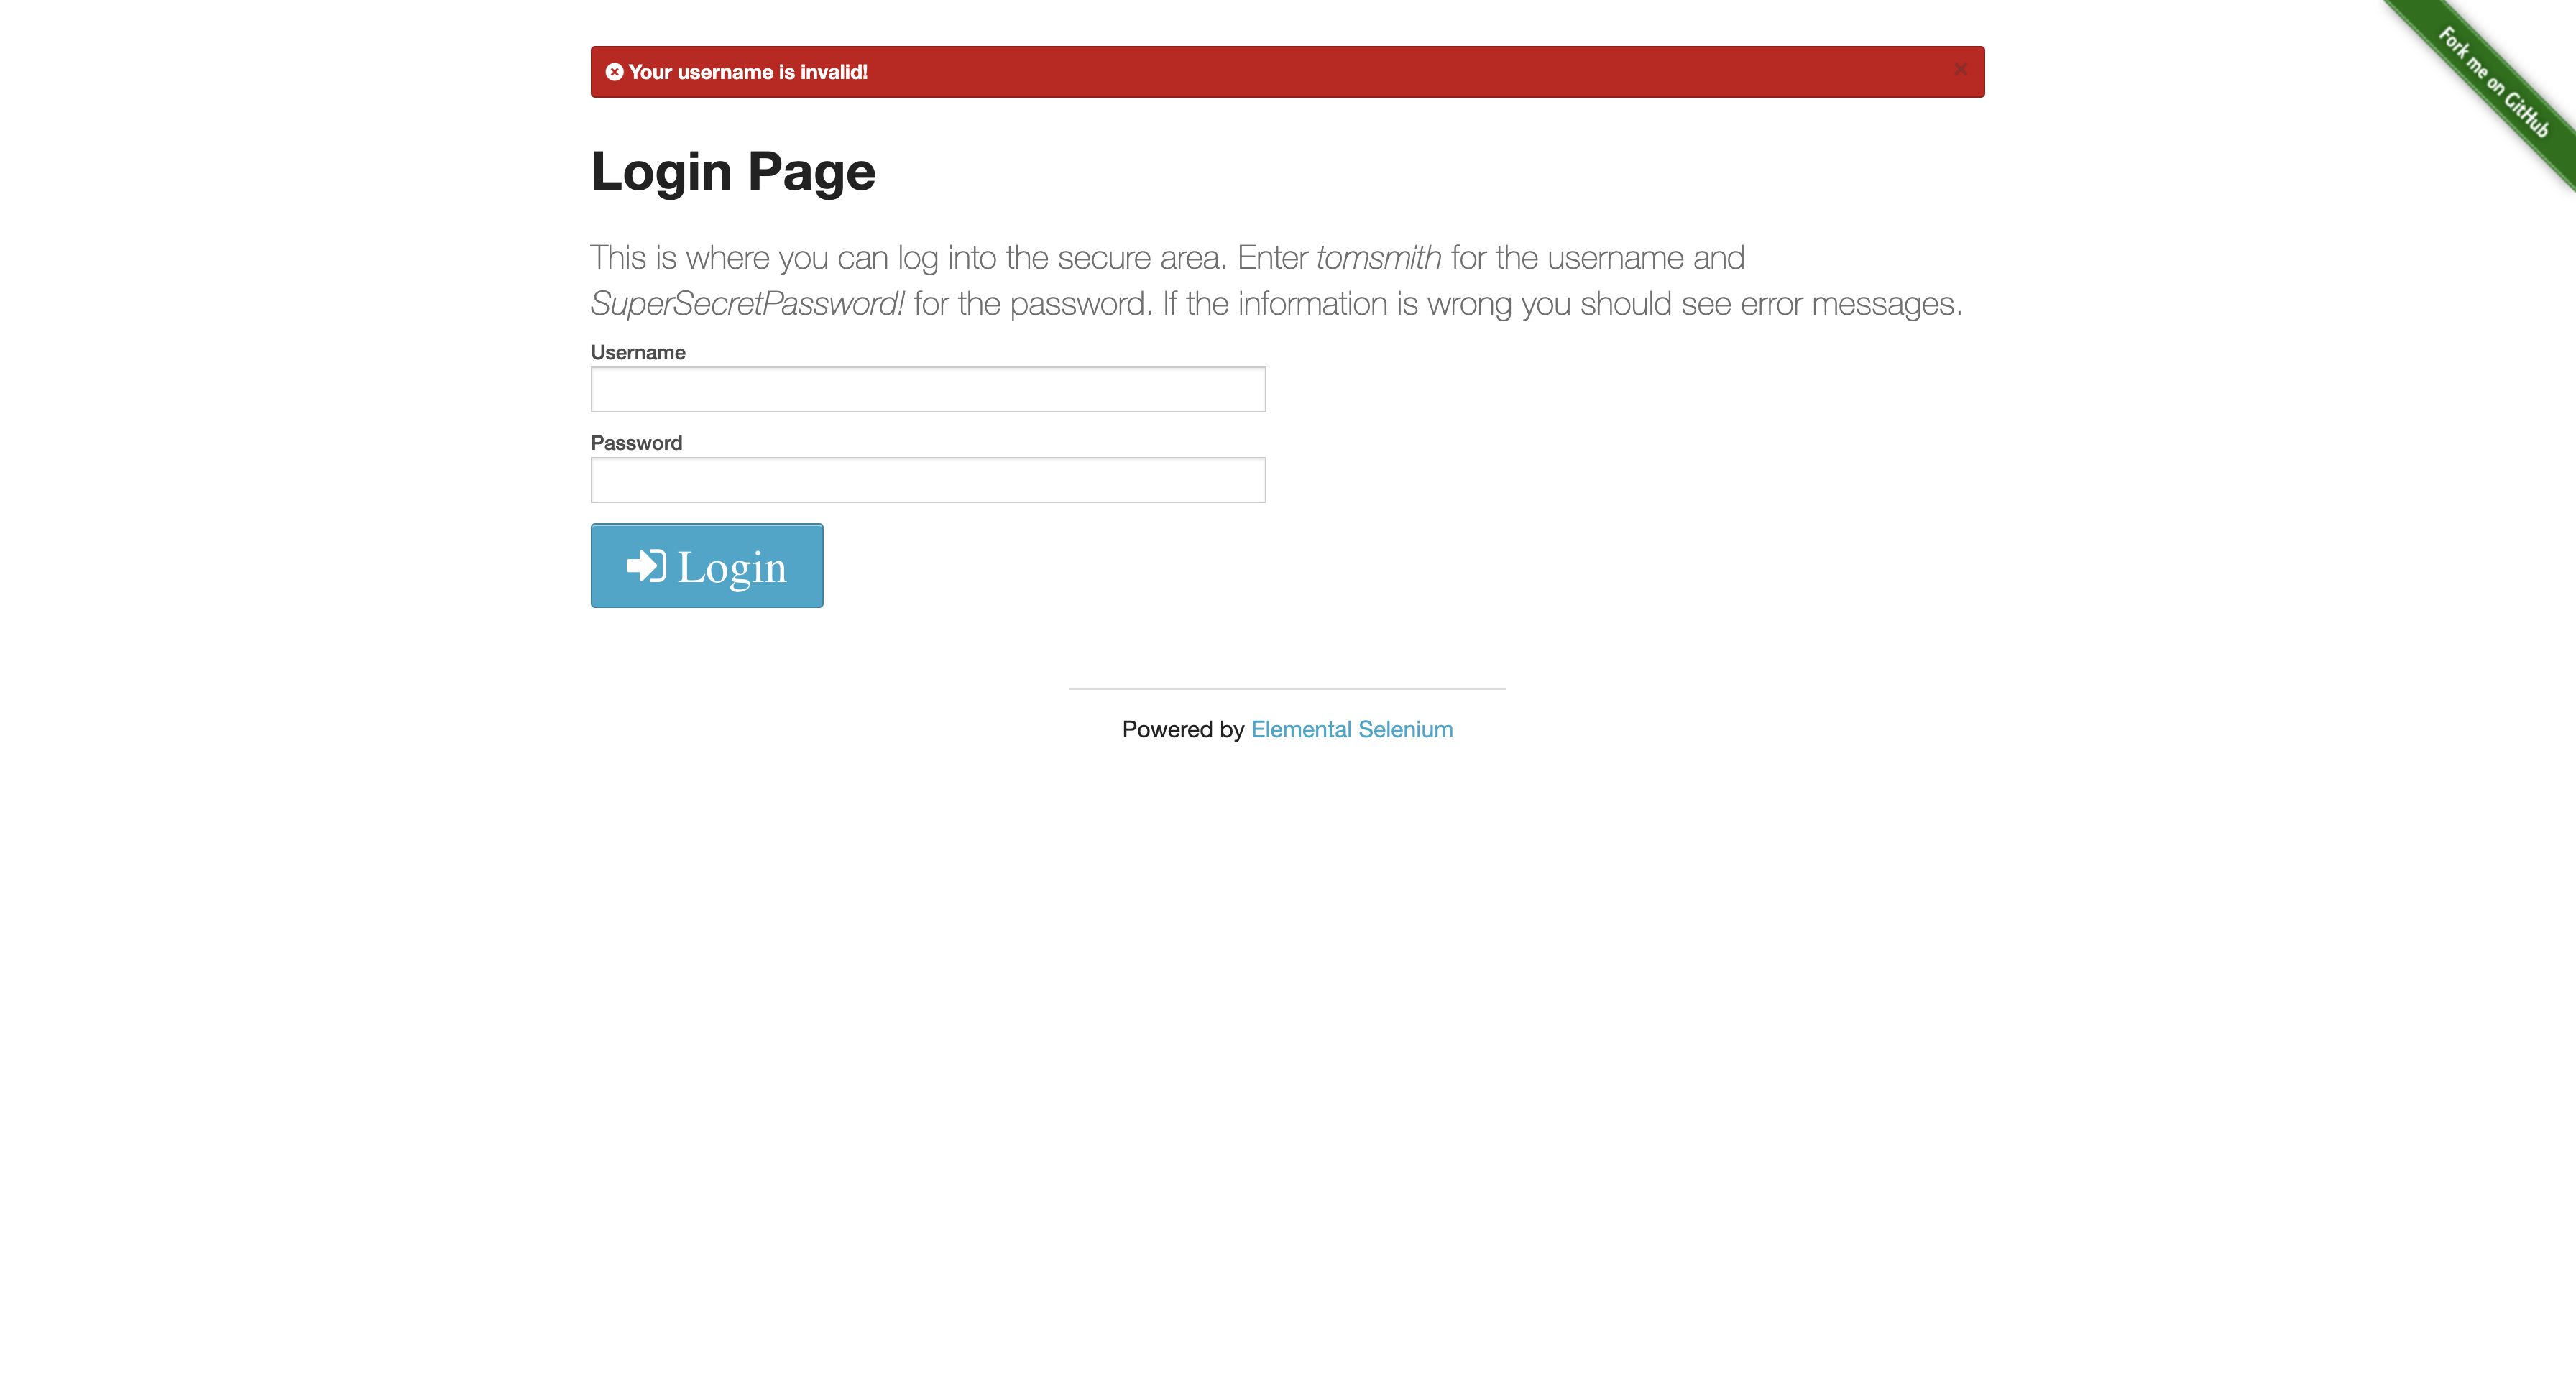 Your username is invalid!
×
Fork me on GitHub
Login Page
This is where you can log into the secure area. Enter tomsmith for the username and
SuperSecretPassword! for the password. If the information is wrong you should see error messages.
Username
Password
Login
Powered by Elemental Selenium